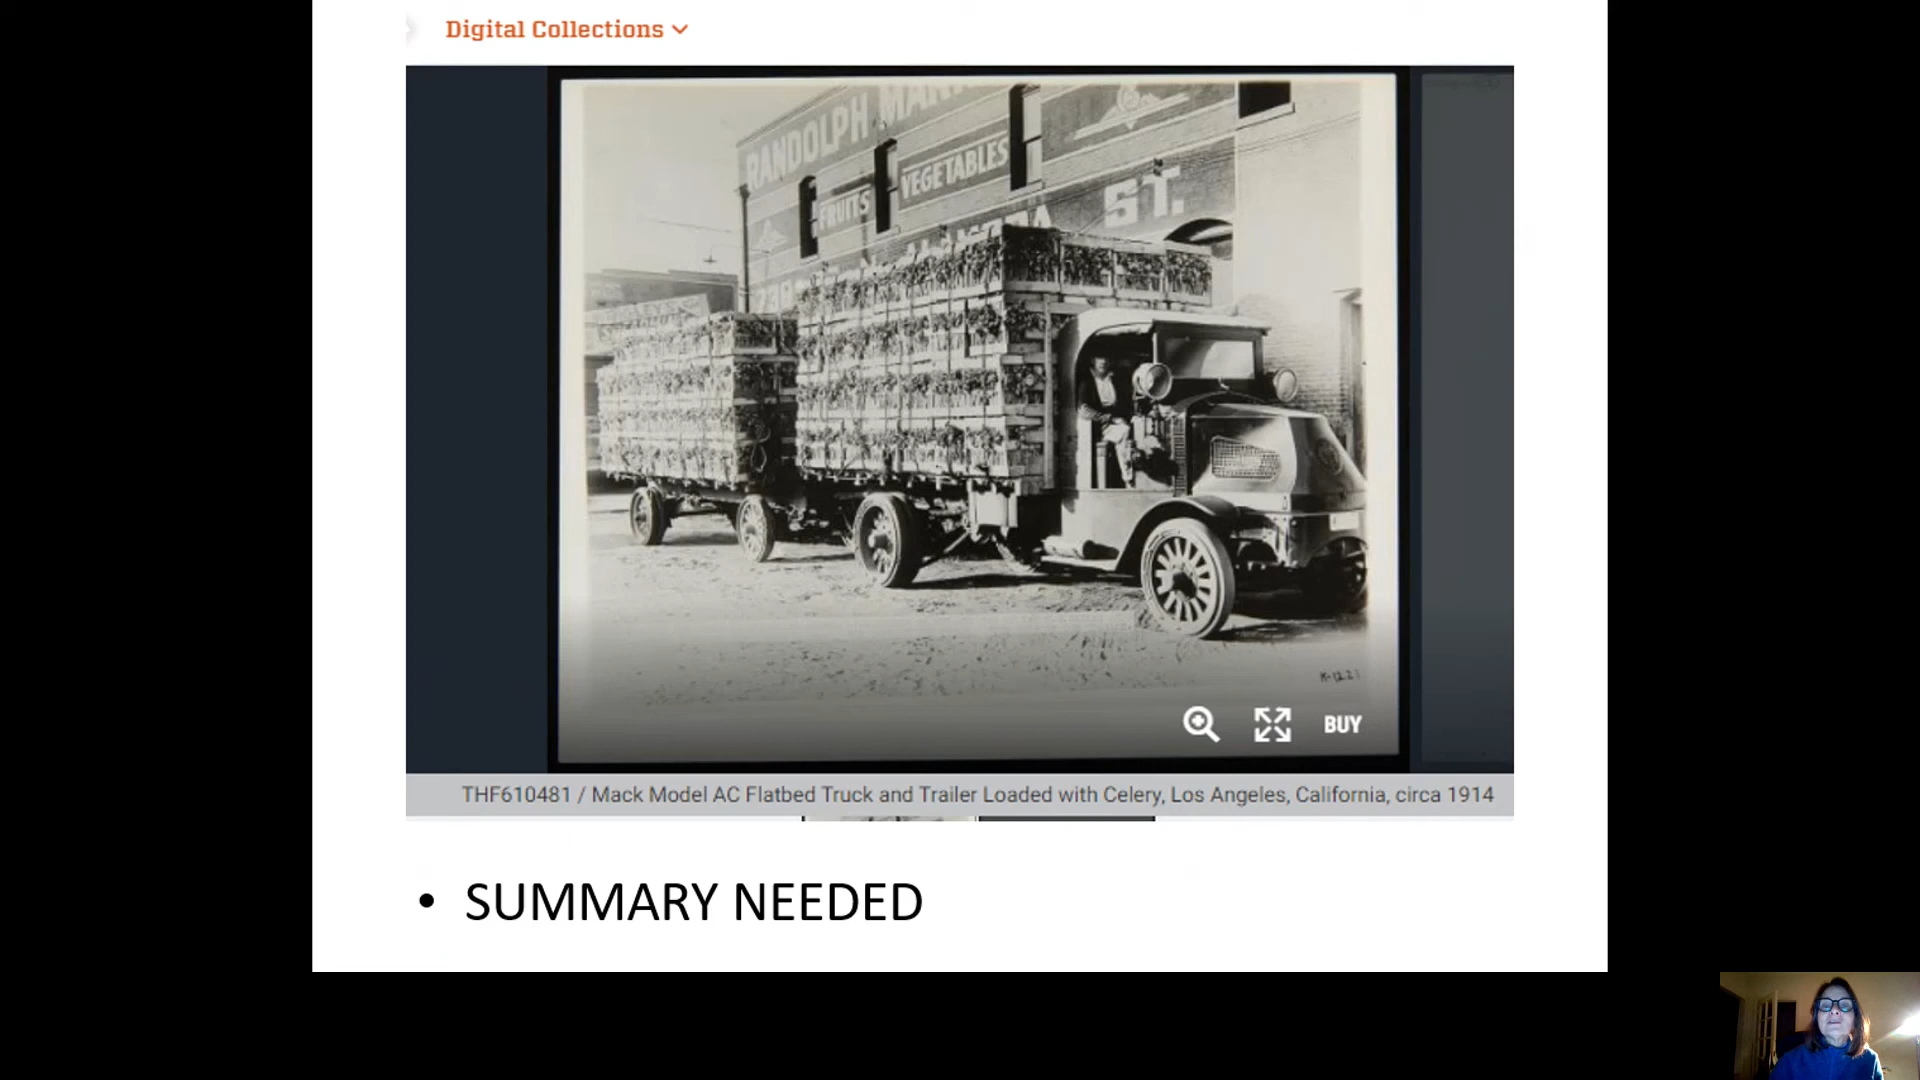 Digital Collections
RANDOLPH
FRUITS
VEGETABLES
ST.
BUY
THF610481 / Mack Model AC Flatbed Truck and Trailer Loaded with Celery, Los Angeles, California, circa 1914
• SUMMARY NEEDED